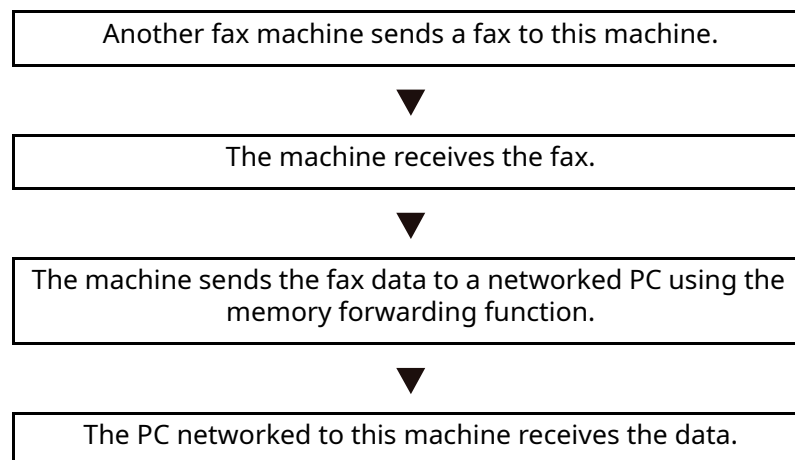 Another fax machine sends a fax to this machine.
The machine receives the fax.
The machine sends the fax data to a networked PC using the
memory forwarding function.
The PC networked to this machine receives the data.